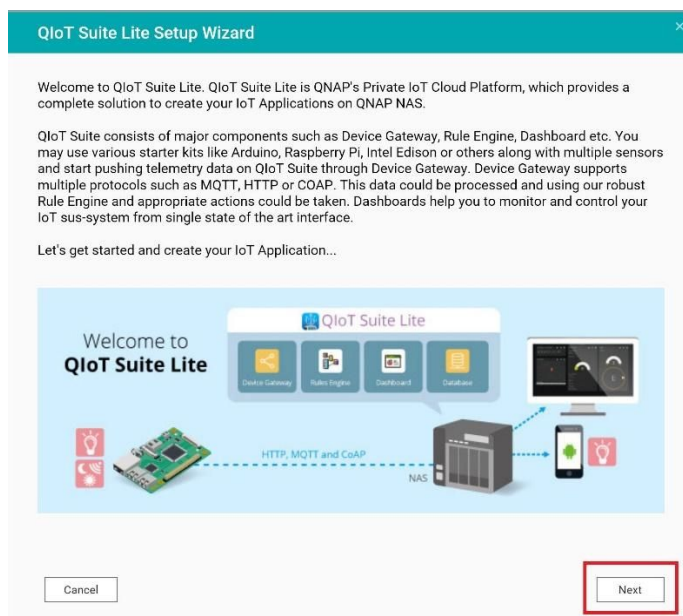 QIoT Suite Lite Setup Wizard
Welcome to QIoT Suite Lite. QIoT Suite Lite is QNAP's Private IoT Cloud Platform, which provides a
complete solution to create your IoT Applications on QNAP NAS.
QIoT Suite consists of major components such as Device Gateway, Rule Engine, Dashboard etc. You
may use various starter kits like Arduino, Raspberry Pi, Intel Edison or others along with multiple sensors
and start pushing telemetry data on QIoT Suite through Device Gateway. Device Gateway supports
multiple protocols such as MQTT, HTTP or COAP. This data could be processed and using our robust
Rule Engine and appropriate actions could be taken. Dashboards help you to monitor and control your
IoT sus-system from single state of the art interface.
Let's get started and create your IoT Application...
QIoT Suite Lite
Welcome to
QIoT Suite Lite
Device Gateway
Rules Engine
Dashboard
Database
HTTP, MQTT and CoAP
NAS
Cancel
Next